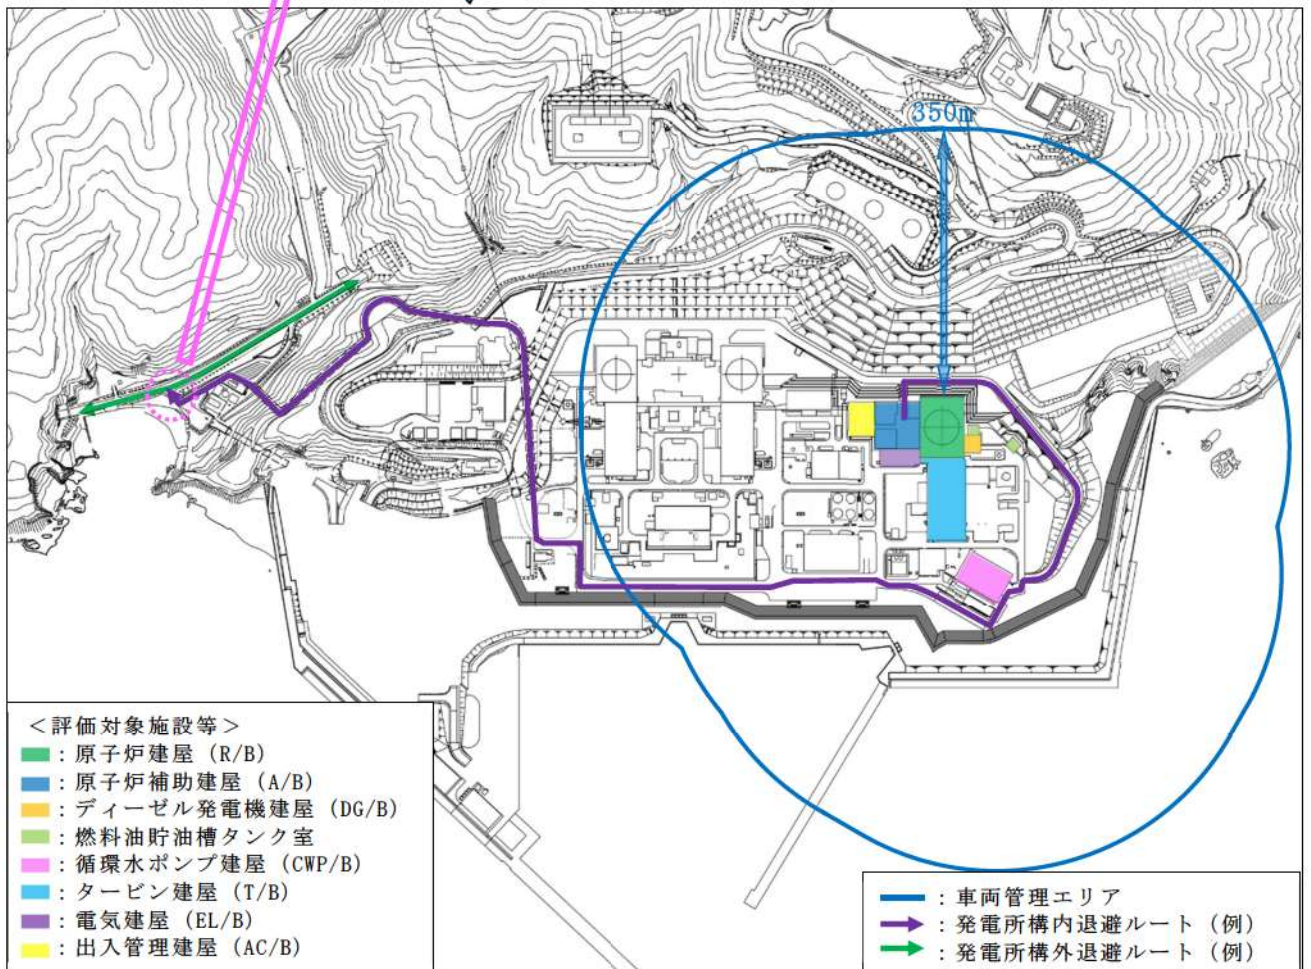 350m
＜評価対象施設等＞
：原子炉建屋 (R/B)
：原子炉補助建屋 (A/B)
：ディーゼル発電機建屋 (DG/B)
：燃料油貯油槽タンク室
：循環水ポンプ建屋 (CWP/B)
：タービン建屋 (T/B)
：電気建屋 (EL/B)
：出入管理建屋 (AC/B)
：車両管理エリア
：発電所構内退避ルート (例)
：発電所構外退避ルート (例)